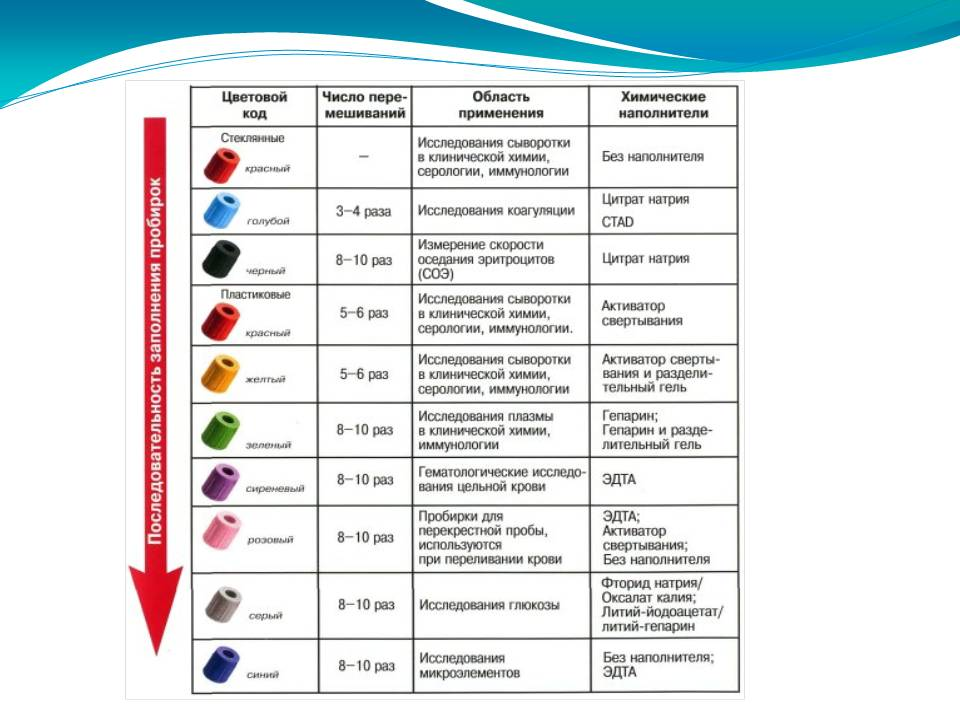 Последовательность заполнения пробирок
Цветовой
код
Число пере-
мешиваний
Область
применения
Химические
наполнители
Стеклянные
красный
—
Исследования сыворотки
в клинической химии,
серологии, иммунологии
Без наполнителя
голубой
3–4 раза
Исследования коагуляции
Цитрат натрия
CTAD
черный
8–10 раз
Измерение скорости
оседания эритроцитов
(СОЭ)
Цитрат натрия
Пластиковые
красный
5–6 раз
Исследования сыворотки
в клинической химии,
серологии, иммунологии.
Активатор
свертывания
желтый
5–6 раз
Исследования сыворотки
в клинической химии,
серологии, иммунологии
Активатор сверты-
вания и раздели-
тельный гель
зеленый
8–10 раз
Исследования плазмы
в клинической химии,
иммунологии
Гепарин;
Гепарин и разде-
лительный гель
сиреневый
8–10 раз
Гематологические исследо-
вания цельной крови
ЭДТА
розовый
8–10 раз
Пробирки для
перекрестной пробы,
используются
при переливании крови
ЭДТА;
Активатор
свертывания;
Без наполнителя
серый
8–10 раз
Исследования глюкозы
Фторид натрия/
Оксалат калия;
Литий-йодоацетат/
литий-гепарин
синий
8–10 раз
Исследования
микроэлементов
Без наполнителя;
ЭДТА